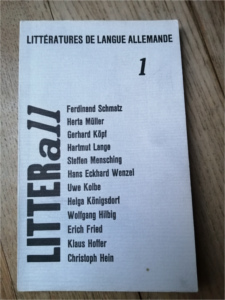 LITTÉRATURES DE LANGUE ALLEMANDE
1
LITTERall
Ferdinand Schmatz
Herta Müller
Gerhard Köpf
Hartmut Lange
Steffen Mensching
Hans Eckhard Wenzel
Uwe Kolbe
Helga Königsdorf
Wolfgang Hilbig
Erich Fried
Klaus Hoffer
Christoph Hein